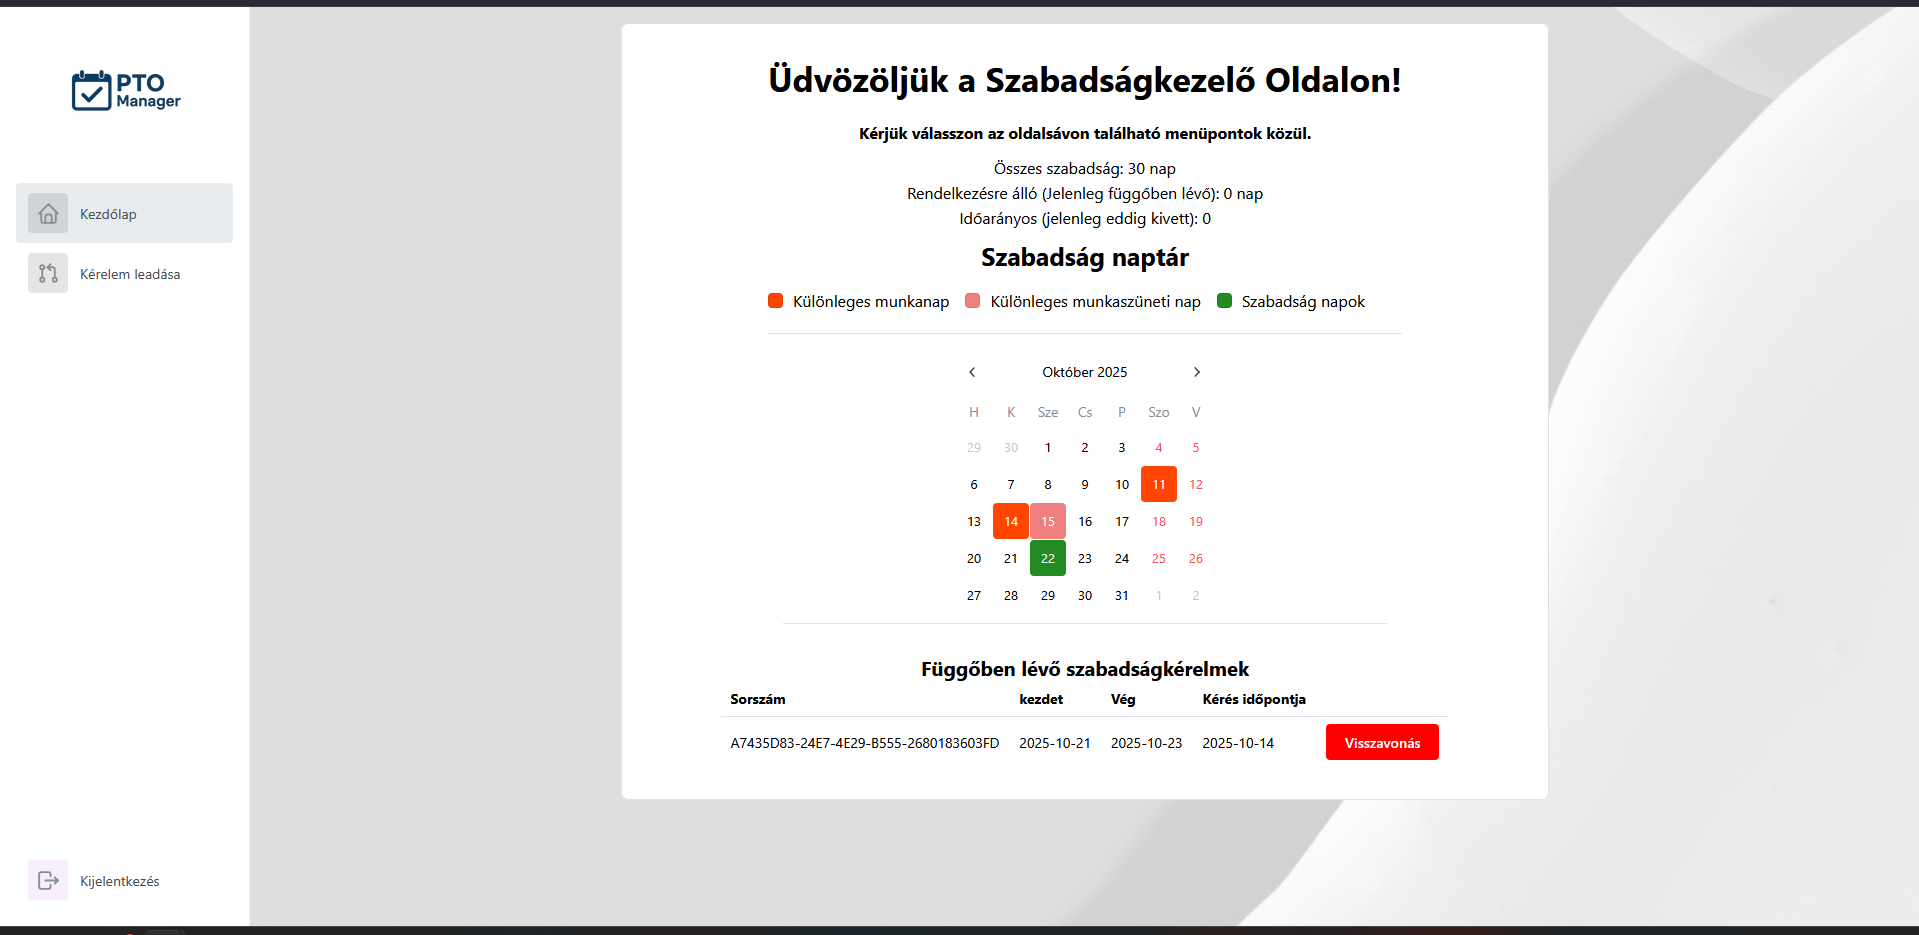 PTO
Manager
Kezdőlap
Kérelem leadása
Kijelentkezés
Üdvözöljük a Szabadságkezelő Oldalon!
Kérjük válasszon az oldalsávon található menüpontok közül.
Összes szabadság: 30 nap
Rendelkezésre álló (Jelenleg függőben lévő): 0 nap
Időarányos (jelenleg eddig kivett): 0
Szabadság naptár
Különleges munkanap Különleges munkaszüneti nap Szabadság napok
Október 2025
H K Sze Cs P Szo V
29 30 1 2 3 4 5
6 7 8 9 10 11 12
13 14 15 16 17 18 19
20 21 22 23 24 25 26
27 28 29 30 31 1 2
Függőben lévő szabadságkérelmek
Sorszám kezdet Vég Kérés időpontja
A7435D83-24E7-4E29-B555-2680183603FD 2025-10-21 2025-10-23 2025-10-14 Visszavonás